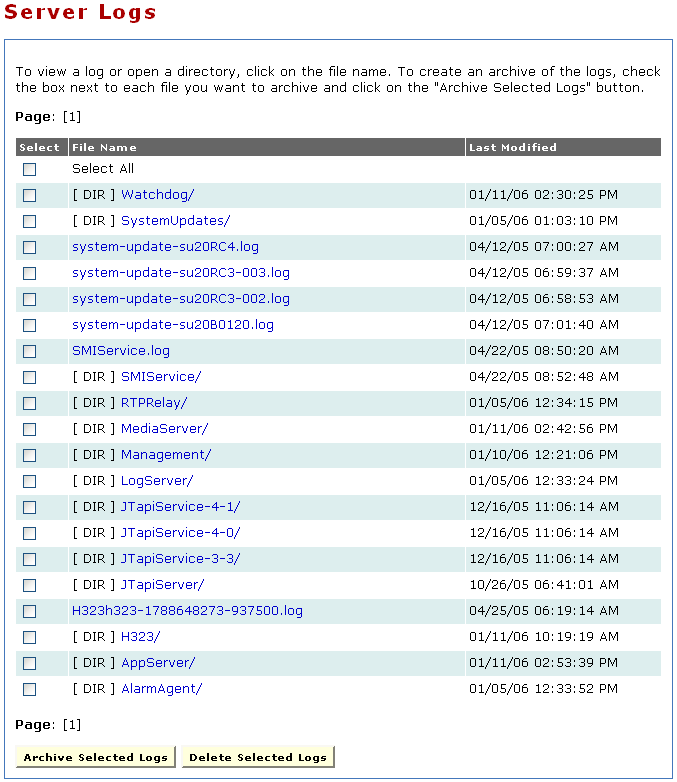 Server Logs
To view a log or open a directory, click on the file name. To create an archive of the logs, check
the box next to each file you want to archive and click on the "Archive Selected Logs" button.
Page: [1]
Select File Name Last Modified
Select All
[ DIR ] Watchdog/ 01/11/06 02:30:25 PM
[ DIR ] SystemUpdates/ 01/05/06 01:03:10 PM
system-update-su20RC4.log 04/12/05 07:00:27 AM
system-update-su20RC3-003.log 04/12/05 06:59:37 AM
system-update-su20RC3-002.log 04/12/05 06:58:53 AM
system-update-su20B0120.log 04/12/05 07:01:40 AM
SMIService.log 04/22/05 08:50:20 AM
[ DIR ] SMIService/ 04/22/05 08:52:48 AM
[ DIR ] RTPRelay/ 01/05/06 12:34:15 PM
[ DIR ] MediaServer/ 01/11/06 02:42:56 PM
[ DIR ] Management/ 01/10/06 12:21:06 PM
[ DIR ] LogServer/ 01/05/06 12:33:24 PM
[ DIR ] JTapiService-4-1/ 12/16/05 11:06:14 AM
[ DIR ] JTapiService-4-0/ 12/16/05 11:06:14 AM
[ DIR ] JTapiService-3-3/ 12/16/05 11:06:14 AM
[ DIR ] JTapiServer/ 10/26/05 06:41:01 AM
H323h323-1788648273-937500.log 04/25/05 06:19:14 AM
[ DIR ] H323/ 01/11/06 10:19:19 AM
[ DIR ] AppServer/ 01/11/06 02:53:39 PM
[ DIR ] AlarmAgent/ 01/05/06 12:33:52 PM
Page: [1]
Archive Selected Logs Delete Selected Logs